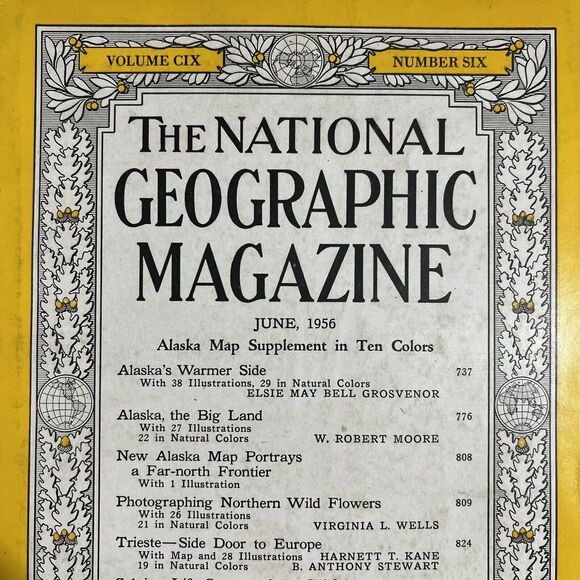 VOLUME CIX NUMBER SIX
THE NATIONAL
GEOGRAPHIC
MAGAZINE
JUNE, 1956
Alaska Map Supplement in Ten Colors
Alaska's Warmer Side 737
With 38 Illustrations, 29 in Natural Colors
ELSIE MAY BELL GROSVENOR
Alaska, the Big Land 776
With 27 Illustrations
22 in Natural Colors W. ROBERT MOORE
New Alaska Map Portrays 808
a Far-north Frontier
With 1 Illustration
Photographing Northern Wild Flowers 809
With 26 Illustrations
21 in Natural Colors VIRGINIA L. WELLS
Trieste—Side Door to Europe 824
With Map and 28 Illustrations HARNETT T. KANE
19 in Natural Colors B. ANTHONY STEWART